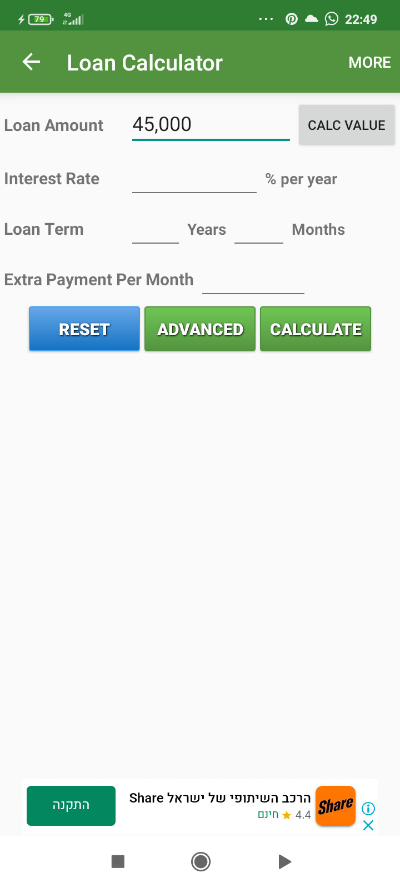 79 4G ... 22:49
Loan Calculator MORE
Loan Amount 45,000 CALC VALUE
Interest Rate % per year
Loan Term Years Months
Extra Payment Per Month
RESET ADVANCED CALCULATE
התקנה
הרכב השיתופי של ישראל Share
4.4 חינם
Share